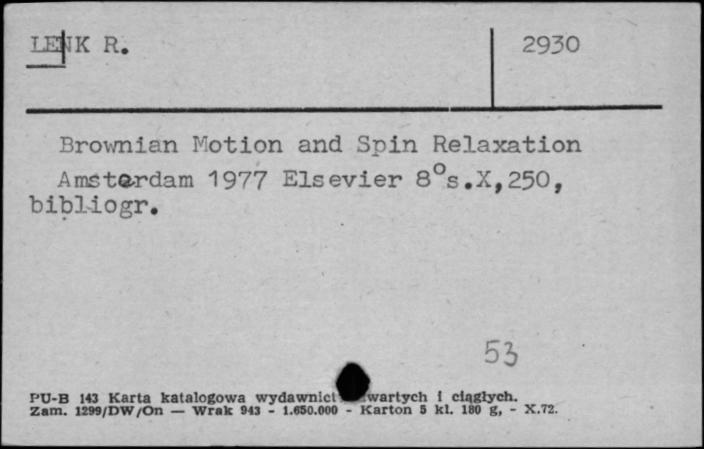 LENK R. 2930
Brownian Motion and Spin Relaxation
Amsterdam 1977 Elsevier 8°s.X,250,
bibliogr.
53
PU-B 143 Karta katalogowa wydawnict wartych i ciągłych.
Zam. 1299/DW/On — Wrak 943 - 1.650.000 - Karton 5 kl. 180 g, - X.72.